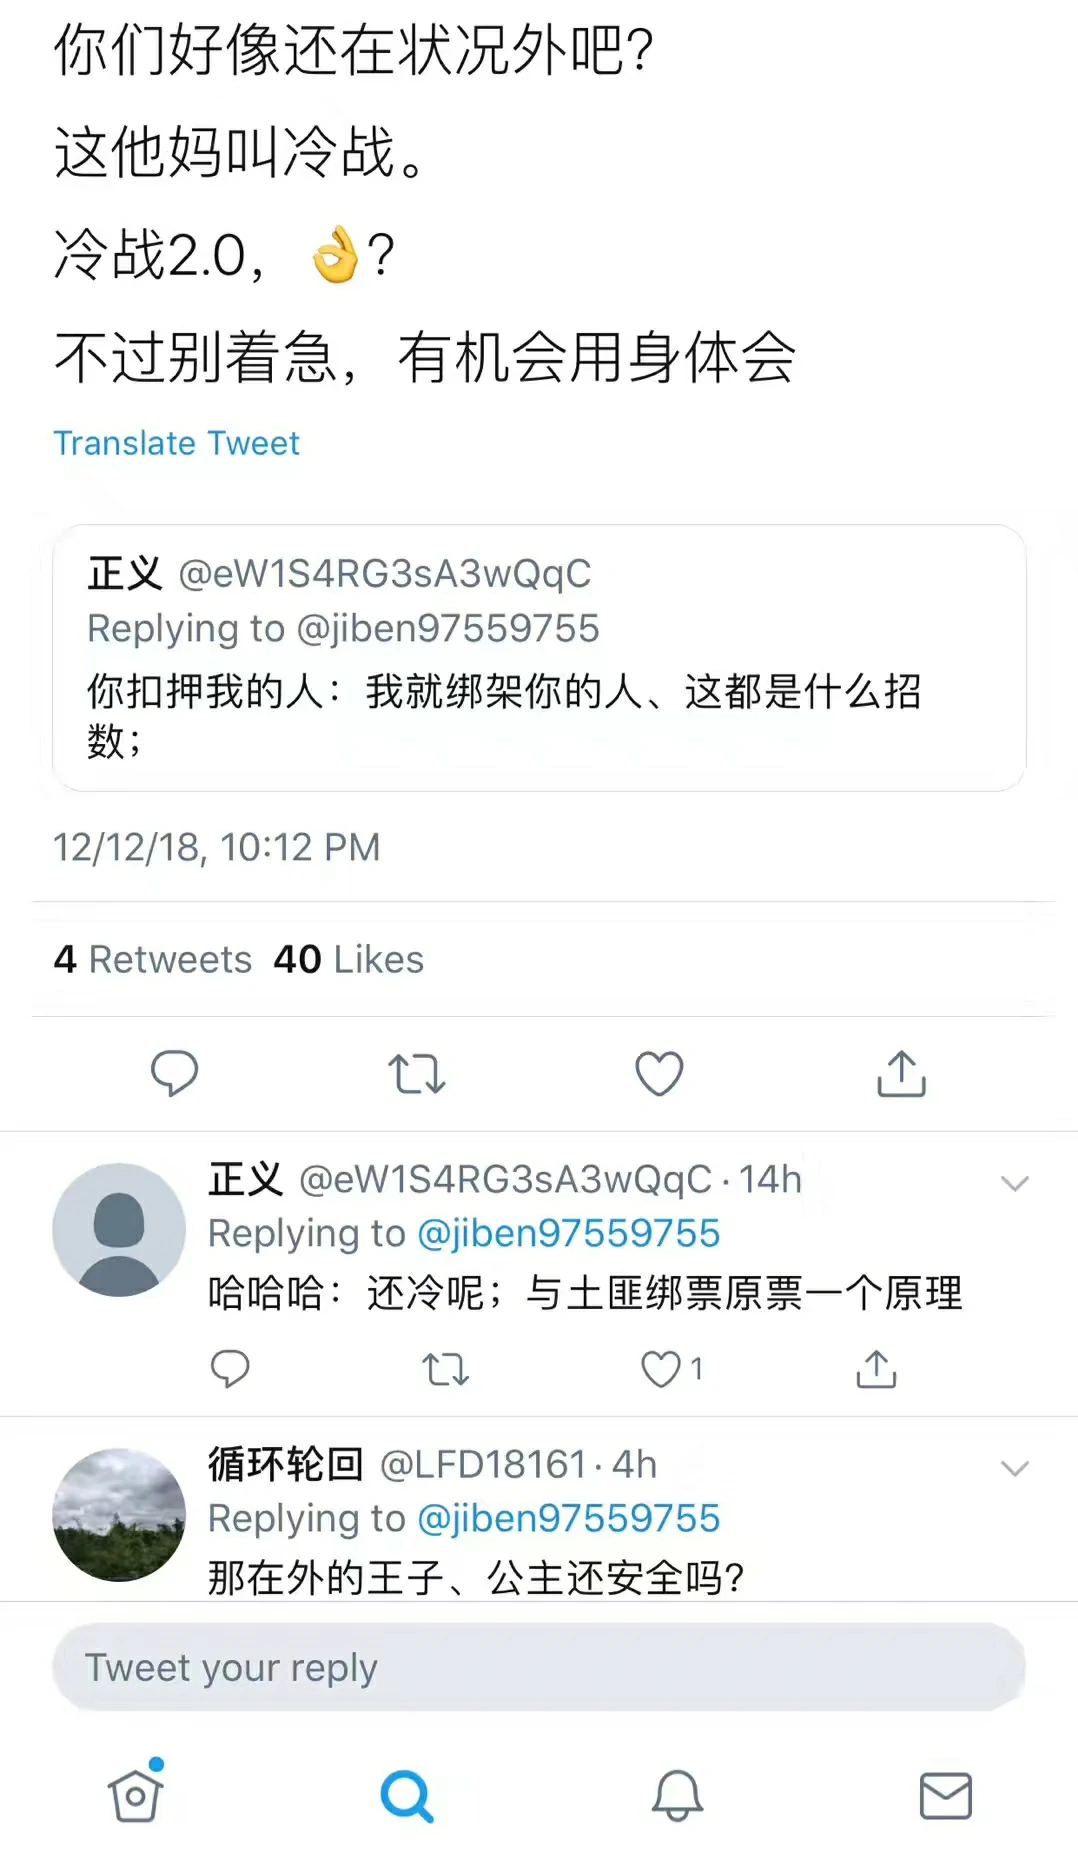 你们好像还在状况外吧？
这他妈叫冷战。
冷战2.0，👌？
不过别着急，有机会用身体会
Translate Tweet
正义 @eW1S4RG3sA3wQqC
Replying to @jiben97559755
你扣押我的人：我就绑架你的人、这都是什么招
数；
12/12/18, 10:12 PM
4 Retweets 40 Likes
正义 @eW1S4RG3sA3wQqC · 14h
Replying to @jiben97559755
哈哈哈：还冷呢；与土匪绑票原票一个原理
1
循环轮回 @LFD18161 · 4h
Replying to @jiben97559755
那在外的王子、公主还安全吗？
Tweet your reply